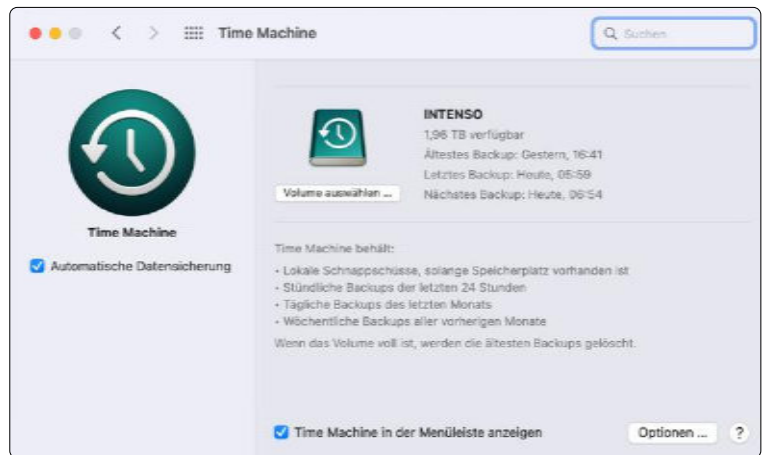 Time Machine
Suchen
INTENSO
1,96 TB verfügbar
Ältestes Backup: Gestern, 16:41
Letztes Backup: Heute, 05:59
Nächstes Backup: Heute, 06:54
Volume auswählen ...
Time Machine
Automatische Datensicherung
Time Machine behält:
• Lokale Schnappschüsse, solange Speicherplatz vorhanden ist
• Stündliche Backups der letzten 24 Stunden
• Tägliche Backups des letzten Monats
• Wöchentliche Backups aller vorherigen Monate
Wenn das Volume voll ist, werden die ältesten Backups gelöscht.
Time Machine in der Menüleiste anzeigen
Optionen ...
?